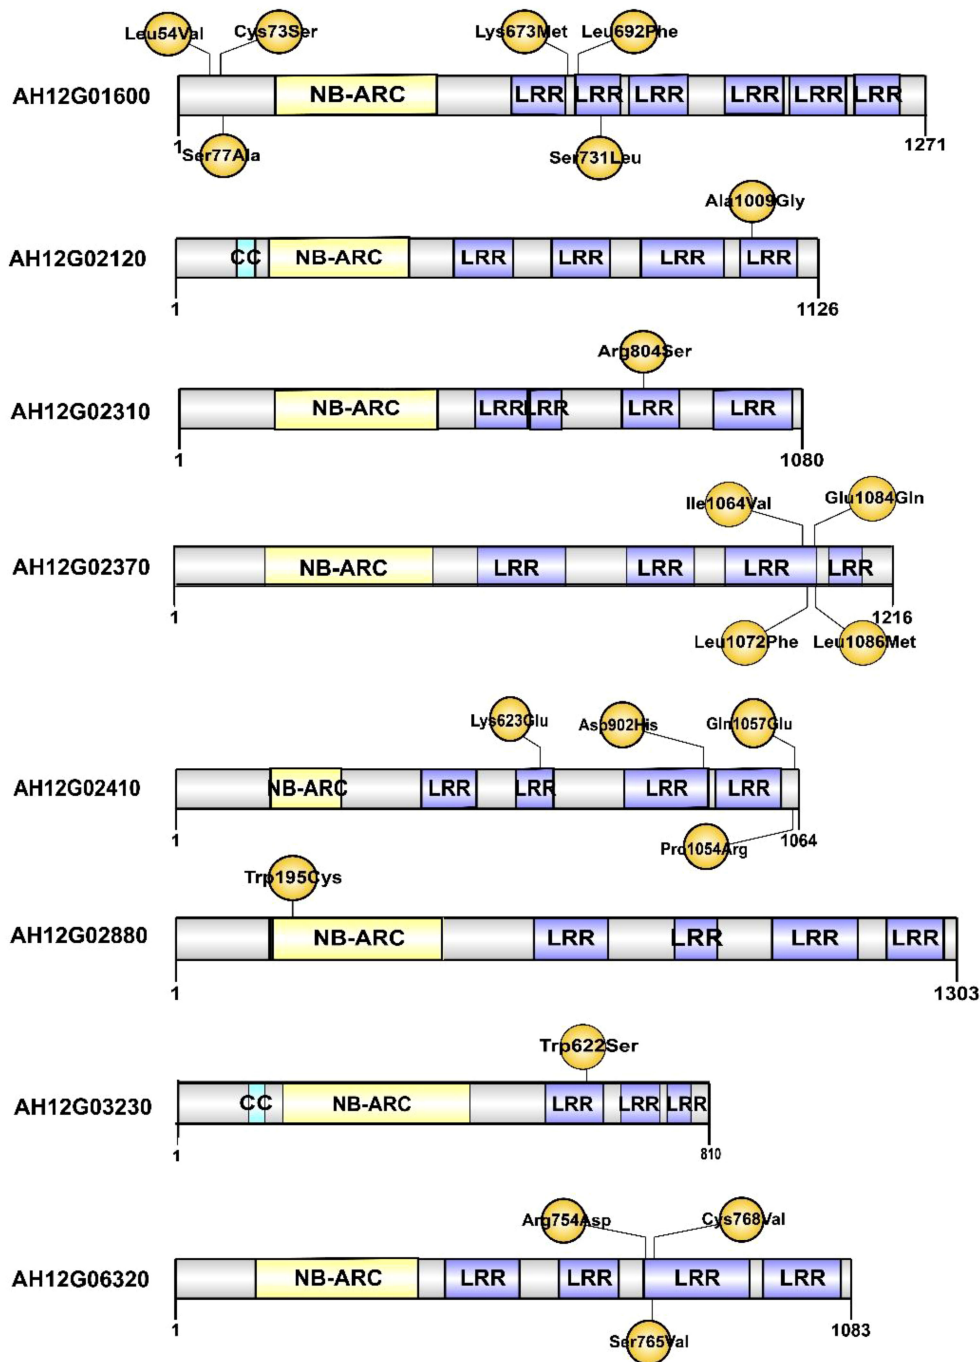 Leu54Val Cys73Ser Lys673Met Leu692Phe
AH12G01600 NB-ARC LRR LRR LRR LRR LRR LRR
1 Ser77Ala Ser731Leu 1271
Ala1009Gly
AH12G02120 CC NB-ARC LRR LRR LRR LRR
1 1126
Arg804Ser
AH12G02310 NB-ARC LRR LRR LRR LRR
1 1080
Ile1064Val Glu1084Gln
AH12G02370 NB-ARC LRR LRR LRR LRR
1 1216
Leu1072Phe Leu1086Met
Lys623Glu Asp902His Gln1057Glu
AH12G02410 NB-ARC LRR LRR LRR LRR
1 Pro1054Arg 1064
Trp195Cys
AH12G02880 NB-ARC LRR LRR LRR LRR
1 1303
Trp622Ser
AH12G03230 CC NB-ARC LRR LRR LRR
1 810
Arg754Asp Cys768Val
AH12G06320 NB-ARC LRR LRR LRR LRR
1 Ser765Val 1083